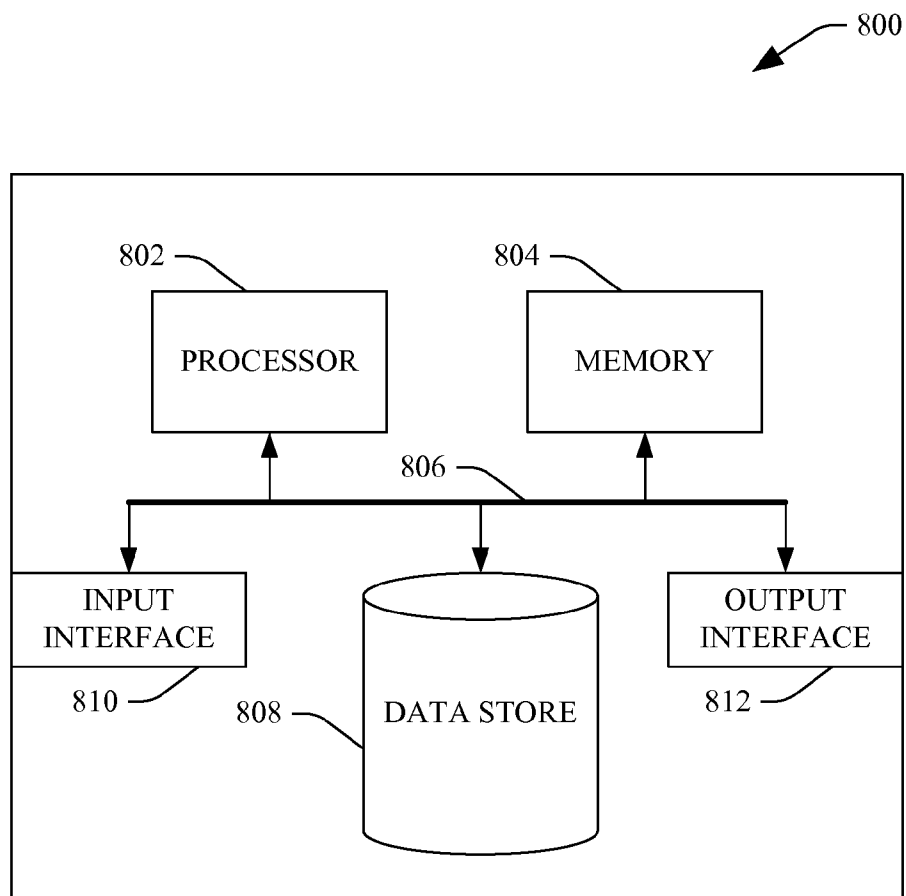 800
802
804
PROCESSOR
MEMORY
806
INPUT
INTERFACE
OUTPUT
INTERFACE
810
808
DATA STORE
812